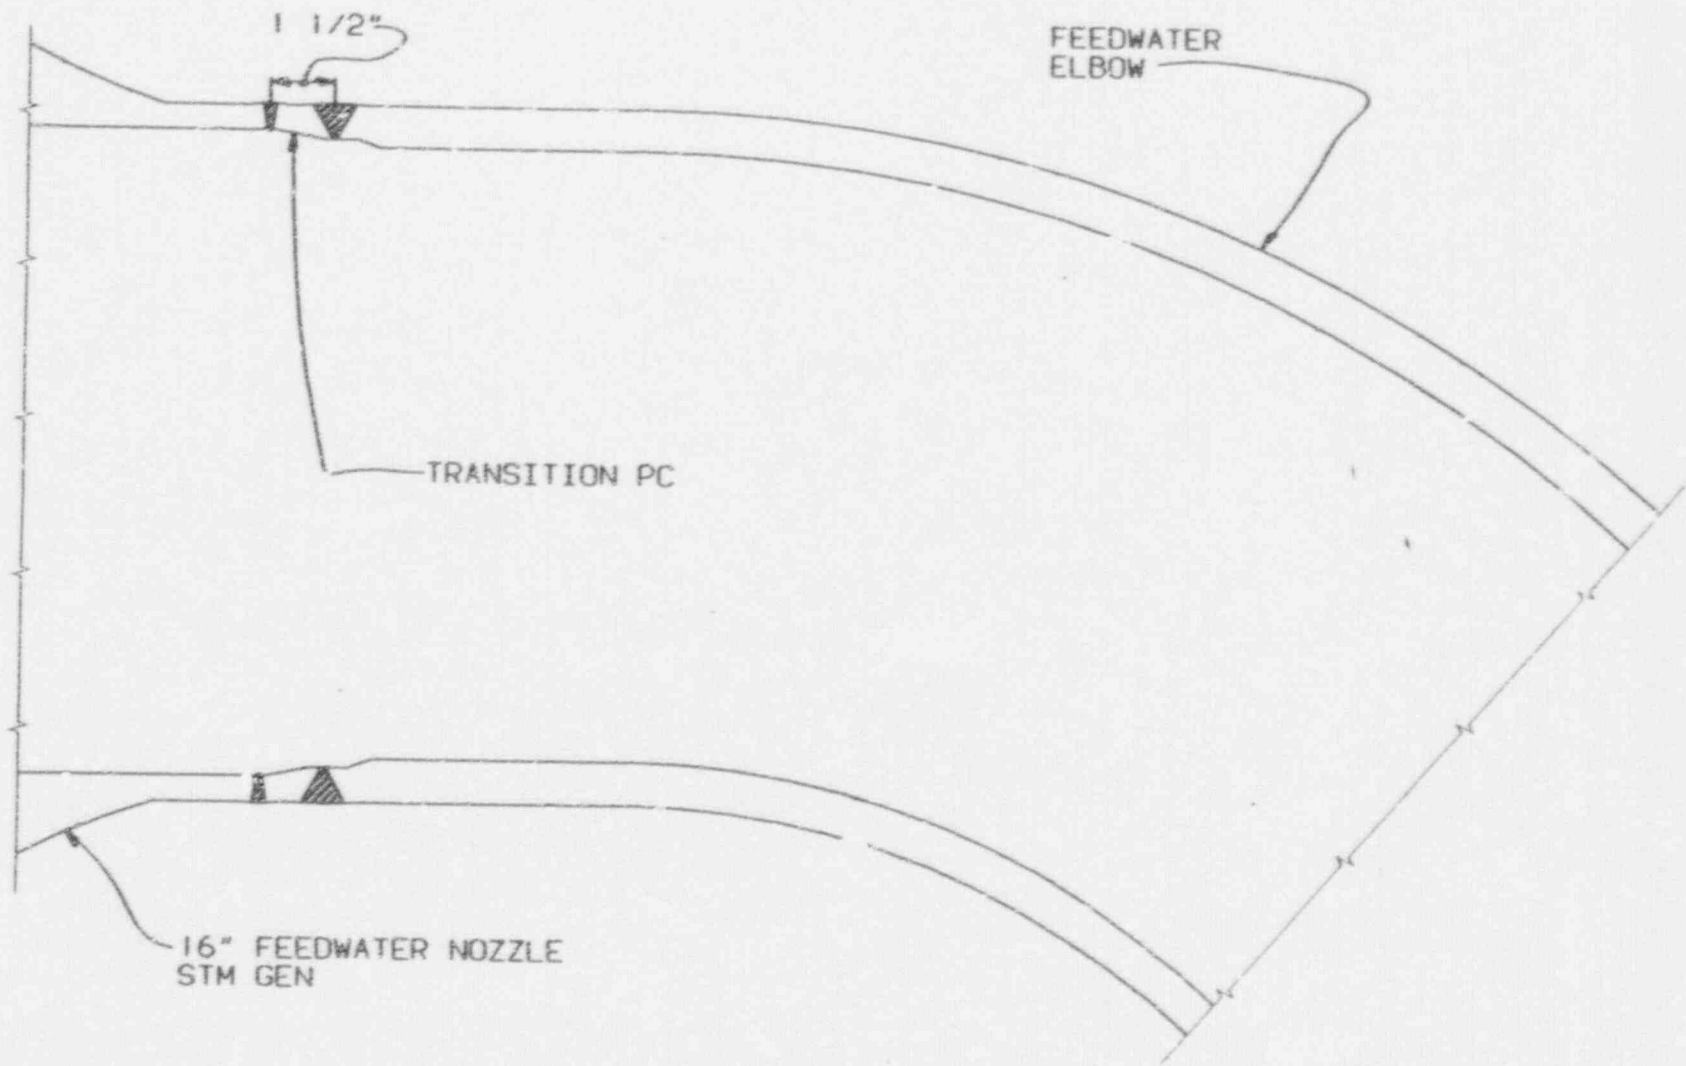 1 1/2"
FEEDWATER
ELBOW
TRANSITION PC
16" FEEDWATER NOZZLE
STM GEN